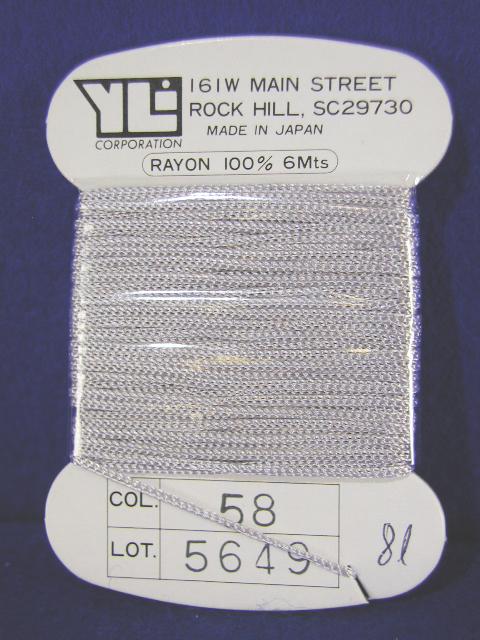 YLi
CORPORATION
161W MAIN STREET
ROCK HILL, SC29730
MADE IN JAPAN
RAYON 100% 6Mts
COL. 58
LOT. 5649
81